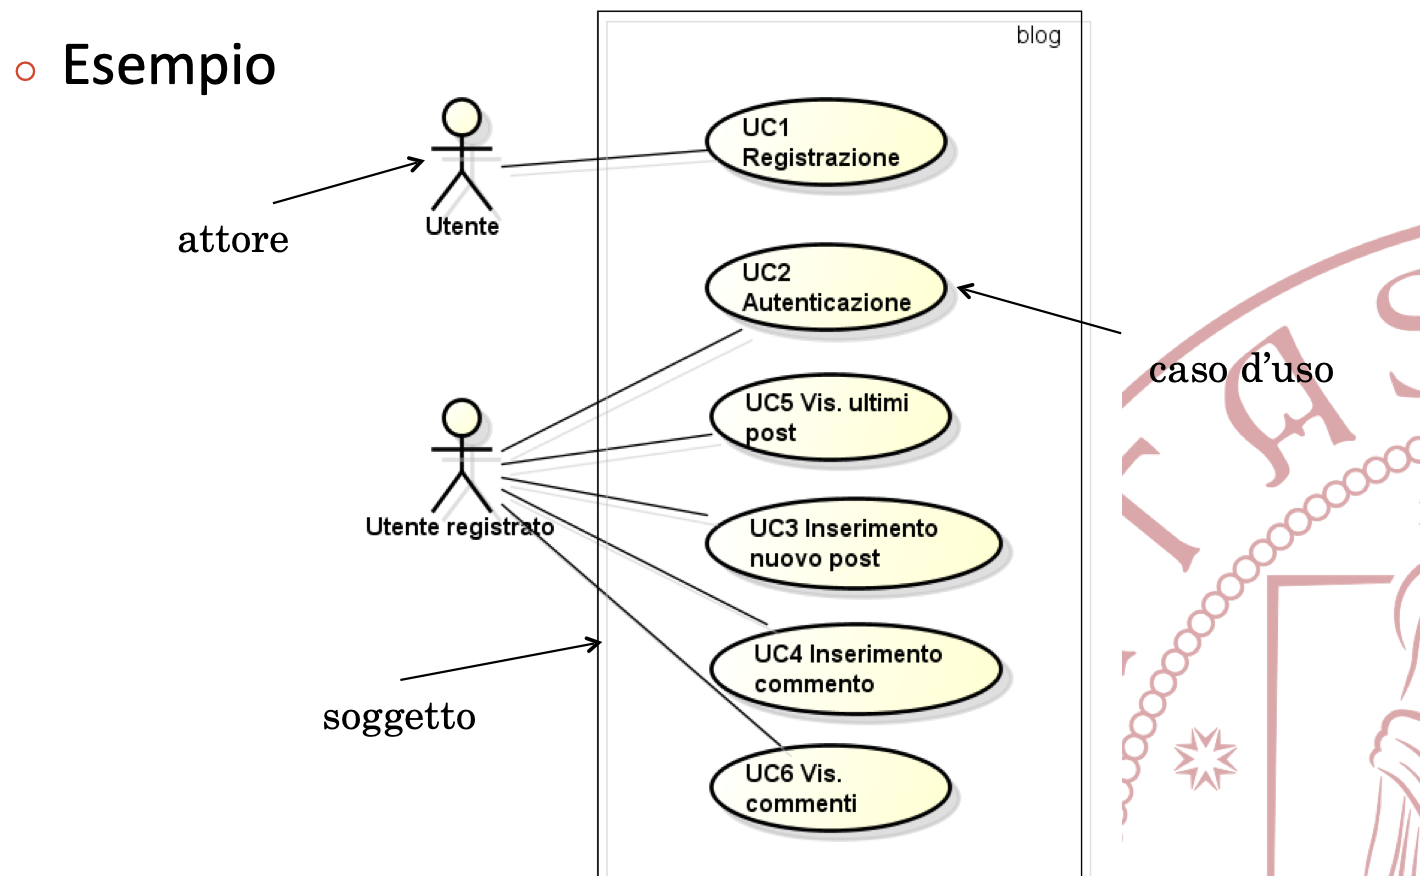 Esempio
blog
UC1
Registrazione
Utente
attore
UC2
Autenticazione
caso d'uso
UC5 Vis. ultimi
post
Utente registrato
UC3 Inserimento
nuovo post
UC4 Inserimento
commento
soggetto
UC6 Vis.
commenti